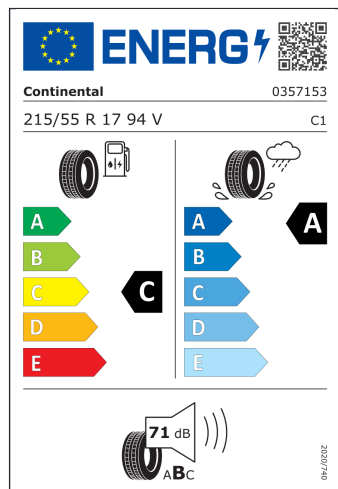 ENERG
Continental 0357153
215/55 R 17 94 V C1
A A A
B B
C C C
D D
E E
71 dB
ABC
2020/740